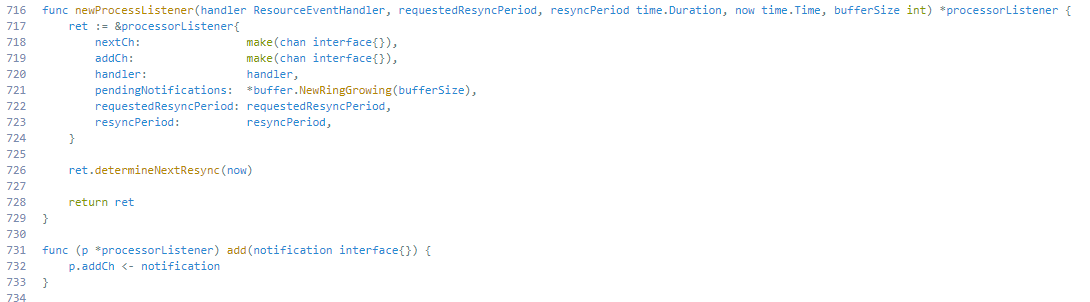 716 func newProcessListener(handler ResourceEventHandler, requestedResyncPeriod, resyncPeriod time.Duration, now time.Time, bufferSize int) *processorListener {
717     ret := &processorListener{
718         nextCh:                make(chan interface{}),
719         addCh:                 make(chan interface{}),
720         handler:               handler,
721         pendingNotifications:  *buffer.NewRingGrowing(bufferSize),
722         requestedResyncPeriod: requestedResyncPeriod,
723         resyncPeriod:          resyncPeriod,
724     }
725
726     ret.determineNextResync(now)
727
728     return ret
729 }
730
731 func (p *processorListener) add(notification interface{}) {
732     p.addCh <- notification
733 }
734